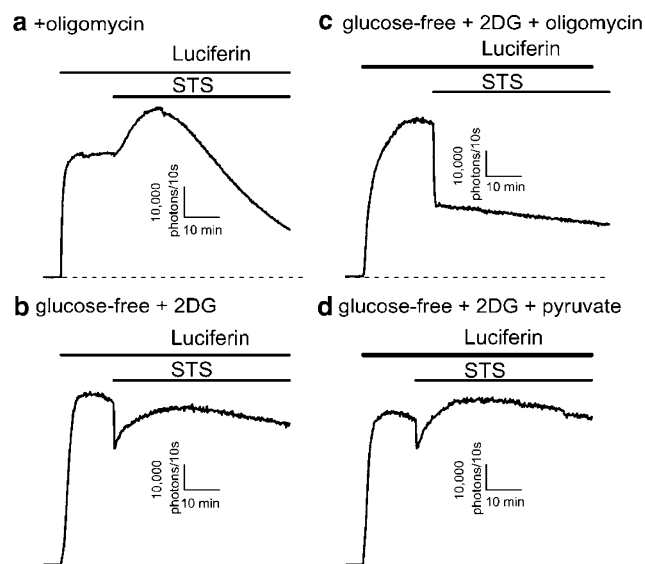 a +oligomycin
Luciferin
STS
10,000
photons/10s
10 min
c glucose-free + 2DG + oligomycin
Luciferin
STS
10,000
photons/10s
10 min
b glucose-free + 2DG
Luciferin
STS
10,000
photons/10s
10 min
d glucose-free + 2DG + pyruvate
Luciferin
STS
10,000
photons/10s
10 min